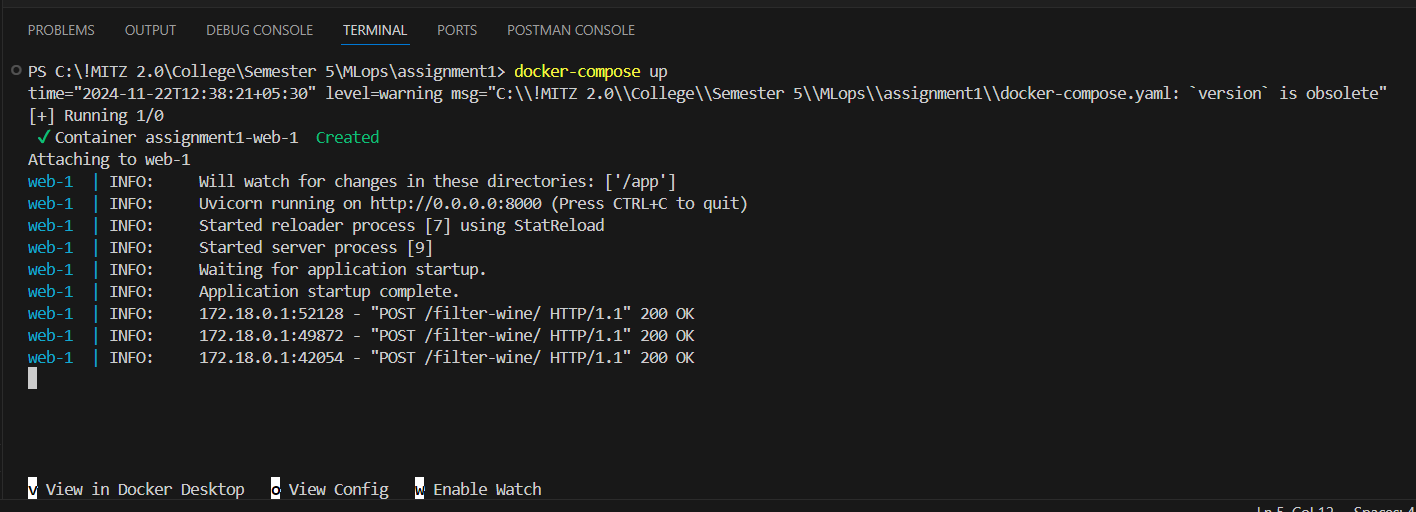 PROBLEMS OUTPUT DEBUG CONSOLE TERMINAL PORTS POSTMAN CONSOLE
PS C:\!MITZ 2.0\College\Semester 5\MLops\assignment1> docker-compose up
time="2024-11-22T12:38:21+05:30" level=warning msg="C:\\!MITZ 2.0\\College\\Semester 5\\MLops\\assignment1\\docker-compose.yaml: `version` is obsolete"
[+] Running 1/0
✓ Container assignment1-web-1 Created
Attaching to web-1
web-1 | INFO: Will watch for changes in these directories: ['/app']
web-1 | INFO: Uvicorn running on http://0.0.0.0:8000 (Press CTRL+C to quit)
web-1 | INFO: Started reloader process [7] using StatReload
web-1 | INFO: Started server process [9]
web-1 | INFO: Waiting for application startup.
web-1 | INFO: Application startup complete.
web-1 | INFO: 172.18.0.1:52128 - "POST /filter-wine/ HTTP/1.1" 200 OK
web-1 | INFO: 172.18.0.1:49872 - "POST /filter-wine/ HTTP/1.1" 200 OK
web-1 | INFO: 172.18.0.1:42054 - "POST /filter-wine/ HTTP/1.1" 200 OK
v View in Docker Desktop o View Config w Enable Watch